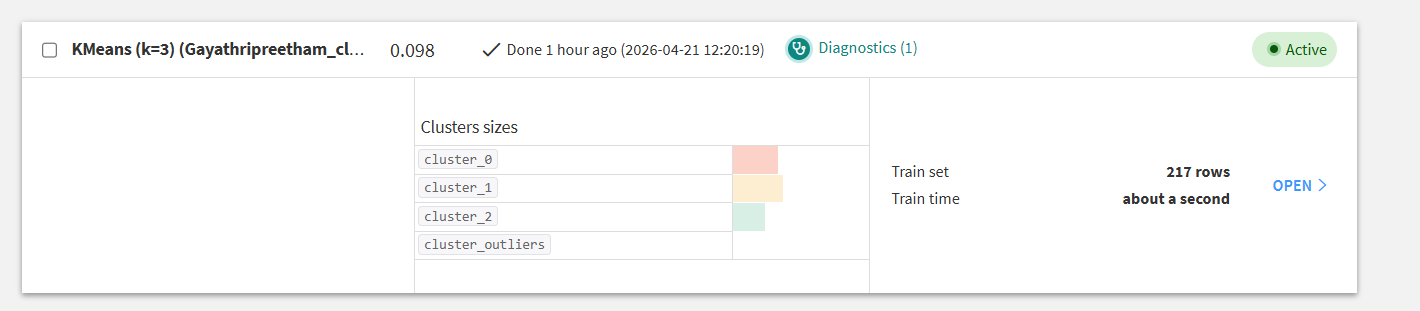 KMeans (k=3) (Gayathripreetham_cl... 0.098 Done 1 hour ago (2026-04-21 12:20:19) Diagnostics (1) Active
Clusters sizes
cluster_0
cluster_1
cluster_2
cluster_outliers
Train set 217 rows
Train time about a second
OPEN